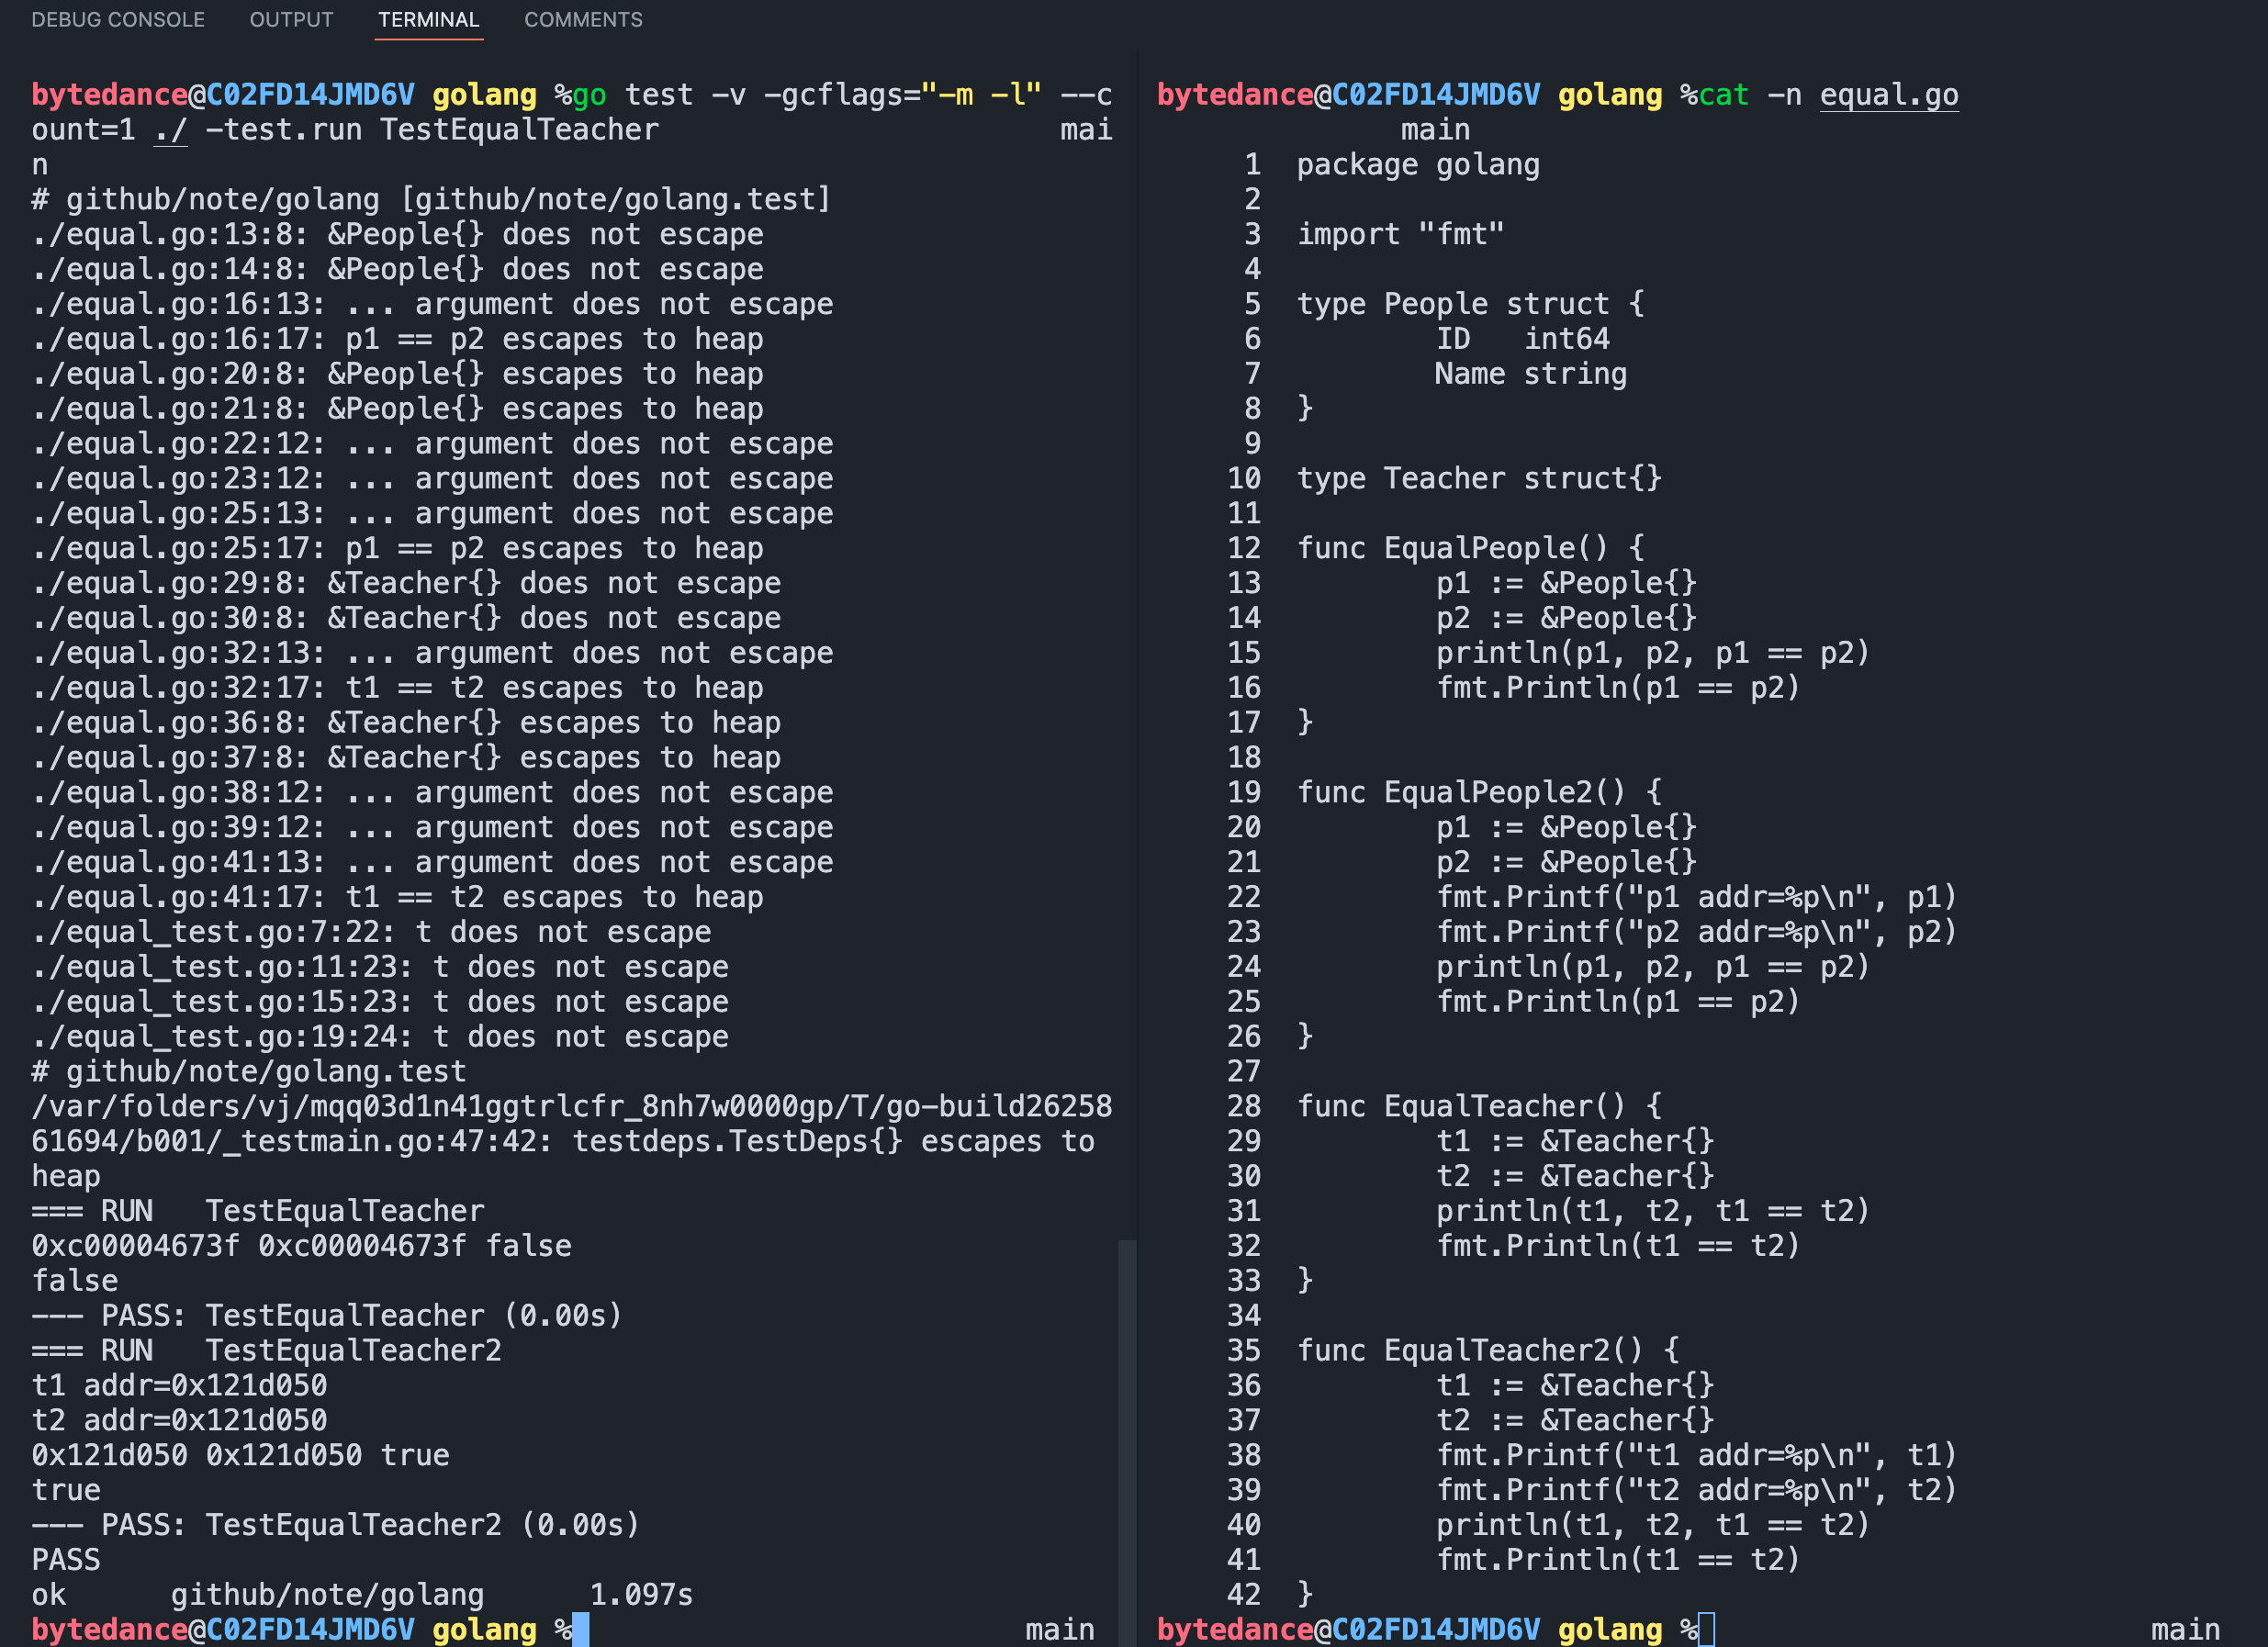 DEBUG CONSOLE OUTPUT TERMINAL COMMENTS
bytedance@C02FD14JMD6V golang %go test -v -gcflags="-m -l" --c
ount=1 ./ -test.run TestEqualTeacher mai
n
# github/note/golang [github/note/golang.test]
./equal.go:13:8: &People{} does not escape
./equal.go:14:8: &People{} does not escape
./equal.go:16:13: ... argument does not escape
./equal.go:16:17: p1 == p2 escapes to heap
./equal.go:20:8: &People{} escapes to heap
./equal.go:21:8: &People{} escapes to heap
./equal.go:22:12: ... argument does not escape
./equal.go:23:12: ... argument does not escape
./equal.go:25:13: ... argument does not escape
./equal.go:25:17: p1 == p2 escapes to heap
./equal.go:29:8: &Teacher{} does not escape
./equal.go:30:8: &Teacher{} does not escape
./equal.go:32:13: ... argument does not escape
./equal.go:32:17: t1 == t2 escapes to heap
./equal.go:36:8: &Teacher{} escapes to heap
./equal.go:37:8: &Teacher{} escapes to heap
./equal.go:38:12: ... argument does not escape
./equal.go:39:12: ... argument does not escape
./equal.go:41:13: ... argument does not escape
./equal.go:41:17: t1 == t2 escapes to heap
./equal_test.go:7:22: t does not escape
./equal_test.go:11:23: t does not escape
./equal_test.go:15:23: t does not escape
./equal_test.go:19:24: t does not escape
# github/note/golang.test
/var/folders/vj/mqq03d1n41ggtrlcfr_8nh7w0000gp/T/go-build26258
61694/b001/_testmain.go:47:42: testdeps.TestDeps{} escapes to
heap
=== RUN   TestEqualTeacher
0xc00004673f 0xc00004673f false
false
--- PASS: TestEqualTeacher (0.00s)
=== RUN   TestEqualTeacher2
t1 addr=0x121d050
t2 addr=0x121d050
0x121d050 0x121d050 true
true
--- PASS: TestEqualTeacher2 (0.00s)
PASS
ok      github/note/golang      1.097s
bytedance@C02FD14JMD6V golang % main
bytedance@C02FD14JMD6V golang %cat -n equal.go
main
1  package golang
2
3  import "fmt"
4
5  type People struct {
6          ID   int64
7          Name string
8  }
9
10  type Teacher struct{}
11
12  func EqualPeople() {
13          p1 := &People{}
14          p2 := &People{}
15          println(p1, p2, p1 == p2)
16          fmt.Println(p1 == p2)
17  }
18
19  func EqualPeople2() {
20          p1 := &People{}
21          p2 := &People{}
22          fmt.Printf("p1 addr=%p\n", p1)
23          fmt.Printf("p2 addr=%p\n", p2)
24          println(p1, p2, p1 == p2)
25          fmt.Println(p1 == p2)
26  }
27
28  func EqualTeacher() {
29          t1 := &Teacher{}
30          t2 := &Teacher{}
31          println(t1, t2, t1 == t2)
32          fmt.Println(t1 == t2)
33  }
34
35  func EqualTeacher2() {
36          t1 := &Teacher{}
37          t2 := &Teacher{}
38          fmt.Printf("t1 addr=%p\n", t1)
39          fmt.Printf("t2 addr=%p\n", t2)
40          println(t1, t2, t1 == t2)
41          fmt.Println(t1 == t2)
42  }
bytedance@C02FD14JMD6V golang % main